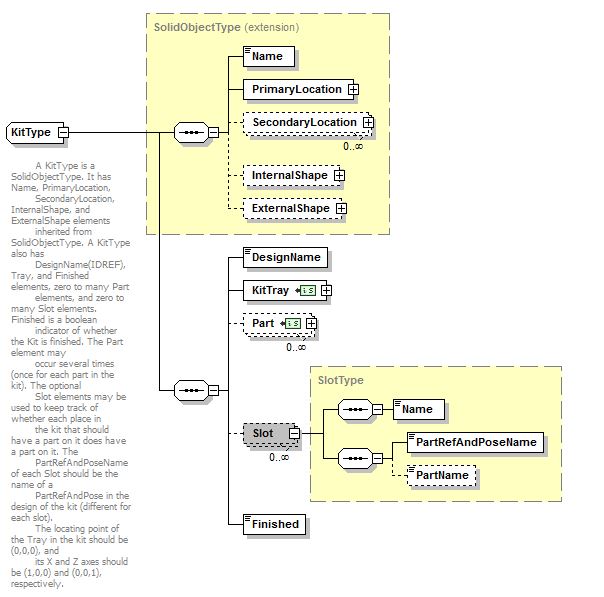 SolidObjectType (extension)
Name
PrimaryLocation
SecondaryLocation
0..∞
InternalShape
ExternalShape
KitType
A KitType is a
SolidObjectType. It has
Name, PrimaryLocation,
SecondaryLocation,
InternalShape, and
ExternalShape elements
inherited from
SolidObjectType. A KitType
also has
DesignName(IDREF),
Tray, and Finished
elements, zero to many Part
elements, and zero to
many Slot elements.
Finished is a boolean
indicator of whether
the Kit is finished. The Part
element may
occur several times
(once for each part in the
kit). The optional
Slot elements may be
used to keep track of
whether each place in
the kit that should
have a part on it does have
a part on it. The
PartRefAndPoseName
of each Slot should be the
name of a
PartRefAndPose in the
design of the kit (different for
each slot).
The locating point of
the Tray in the kit should be
(0,0,0), and
its X and Z axes should
be (1,0,0) and (0,0,1),
respectively.
DesignName
KitTray is
Part is
0..∞
Slot
0..∞
SlotType
Name
PartRefAndPoseName
PartName
Finished